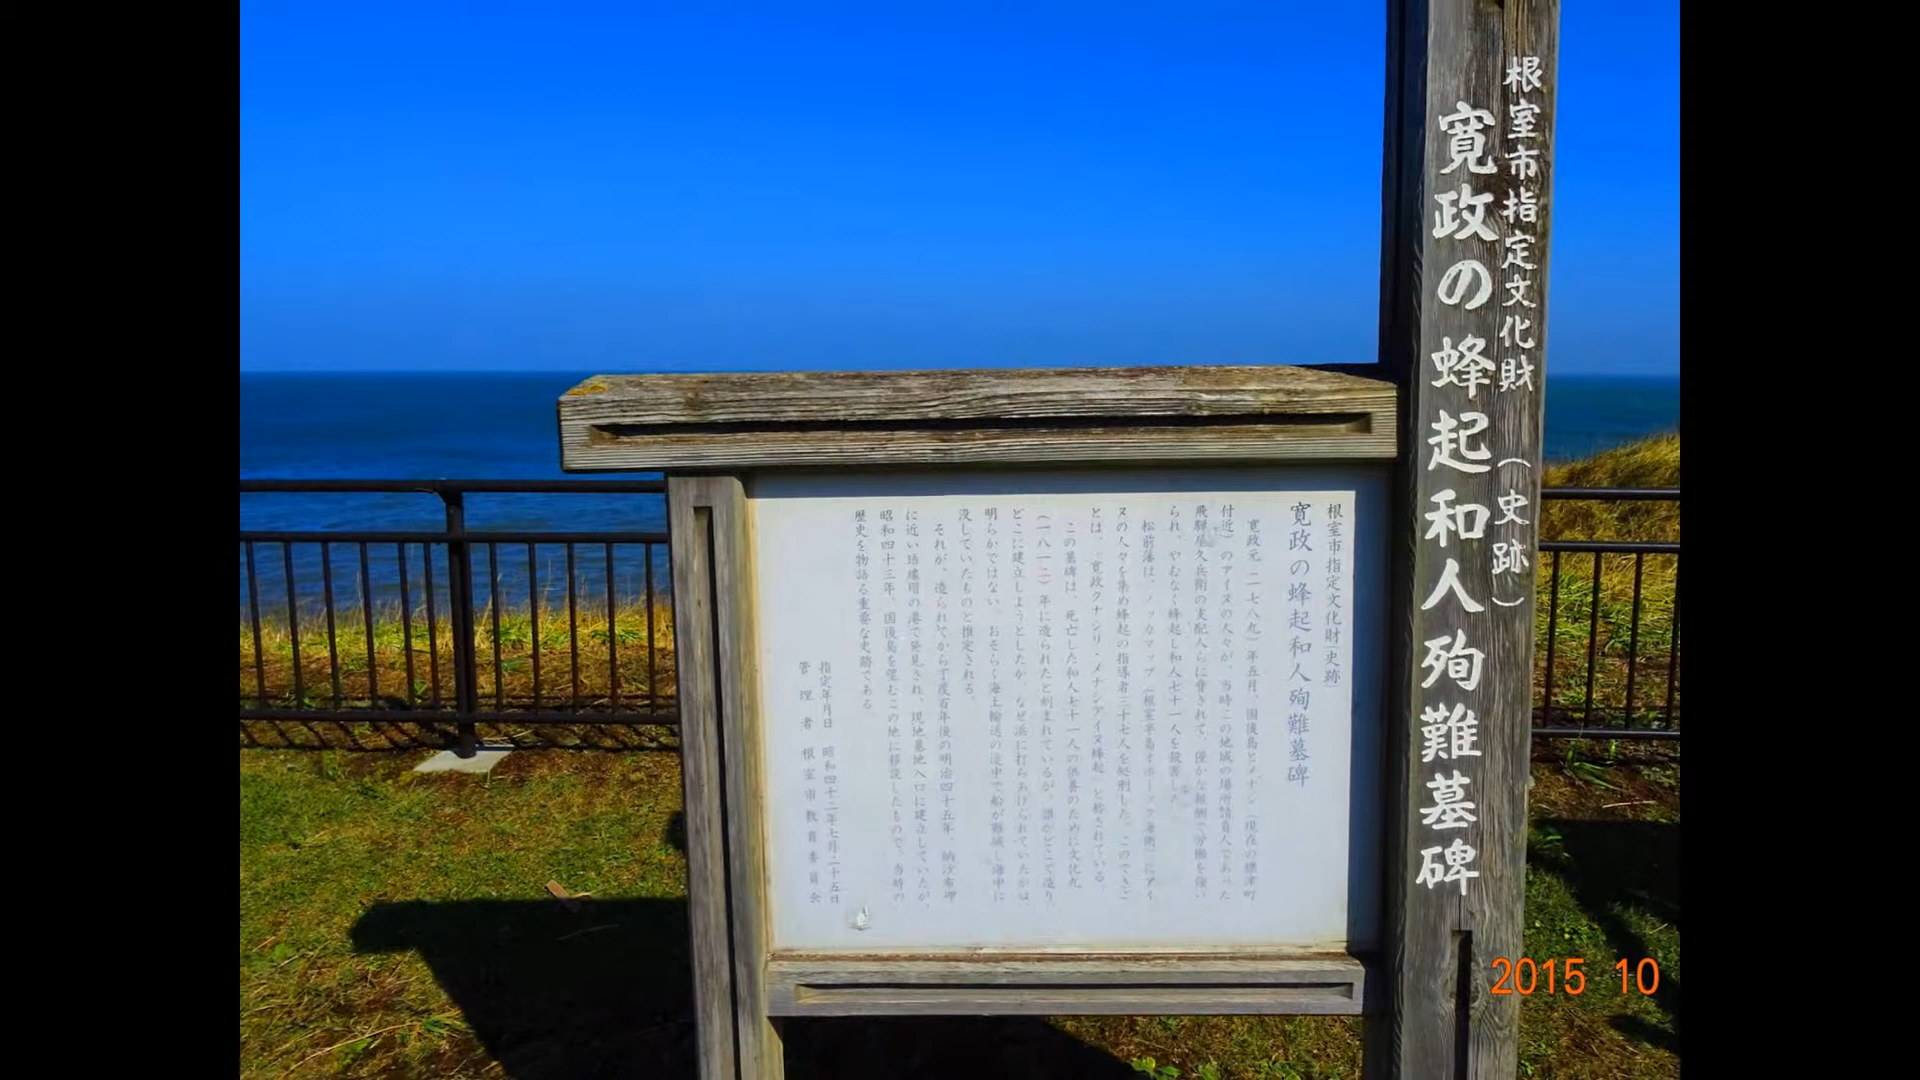 根室市指定文化財(史跡)
寛政の蜂起和人殉難墓碑
根室市指定文化財(史跡)
寛政の蜂起和人殉難墓碑
寛政元(一七八九)年五月、国後島とメナシ(現在の標津町
付近)のアイヌの人々が、当時この地域の場所請負人であった
飛騨屋久兵衛の支配人らに脅されて、僅かな報酬で労働を強い
られ、やむなく蜂起し和人七十一人を殺害した。
松前藩は、ノッカマップ(根室半島オホーツク海側)にアイ
ヌの人々を集め蜂起の指導者三十七人を処刑した。このできご
とは、「寛政クナシリ・メナシアイヌ蜂起」と称されている。
この墓碑は、死亡した和人七十一人の供養のために文化九
(一八一二)年に造られたと刻まれているが、誰がどこで造り、
どこに建立しようとしたか、なぜ浜に打ちあげられていたかは
明らかではない。おそらく海上輸送の途中で船が難破し海中に
没していたものと推定される。
それが、造られてから丁度百年後の明治四十五年、納沙布岬
に近い珸瑤瑁の港で発見され、現地墓地入口に建立していたが、
昭和四十三年、国後島を望むこの地に移設したもので、当時の
歴史を物語る重要な史跡である。
指定年月日 昭和四十二年七月二十五日
管理者 根室市教育委員会
2015 10